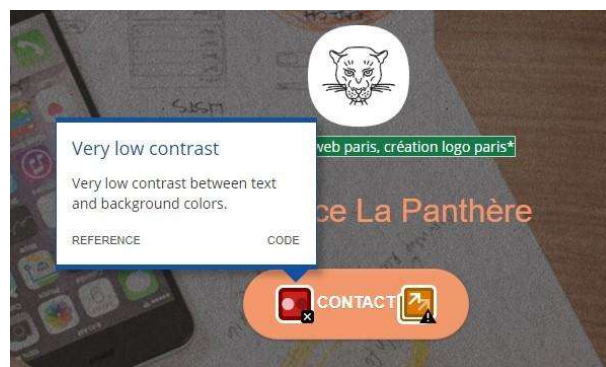 web paris, création logo paris*
Very low contrast
Very low contrast between text
and background colors.
REFERENCE CODE
ce La Panthère
CONTACT